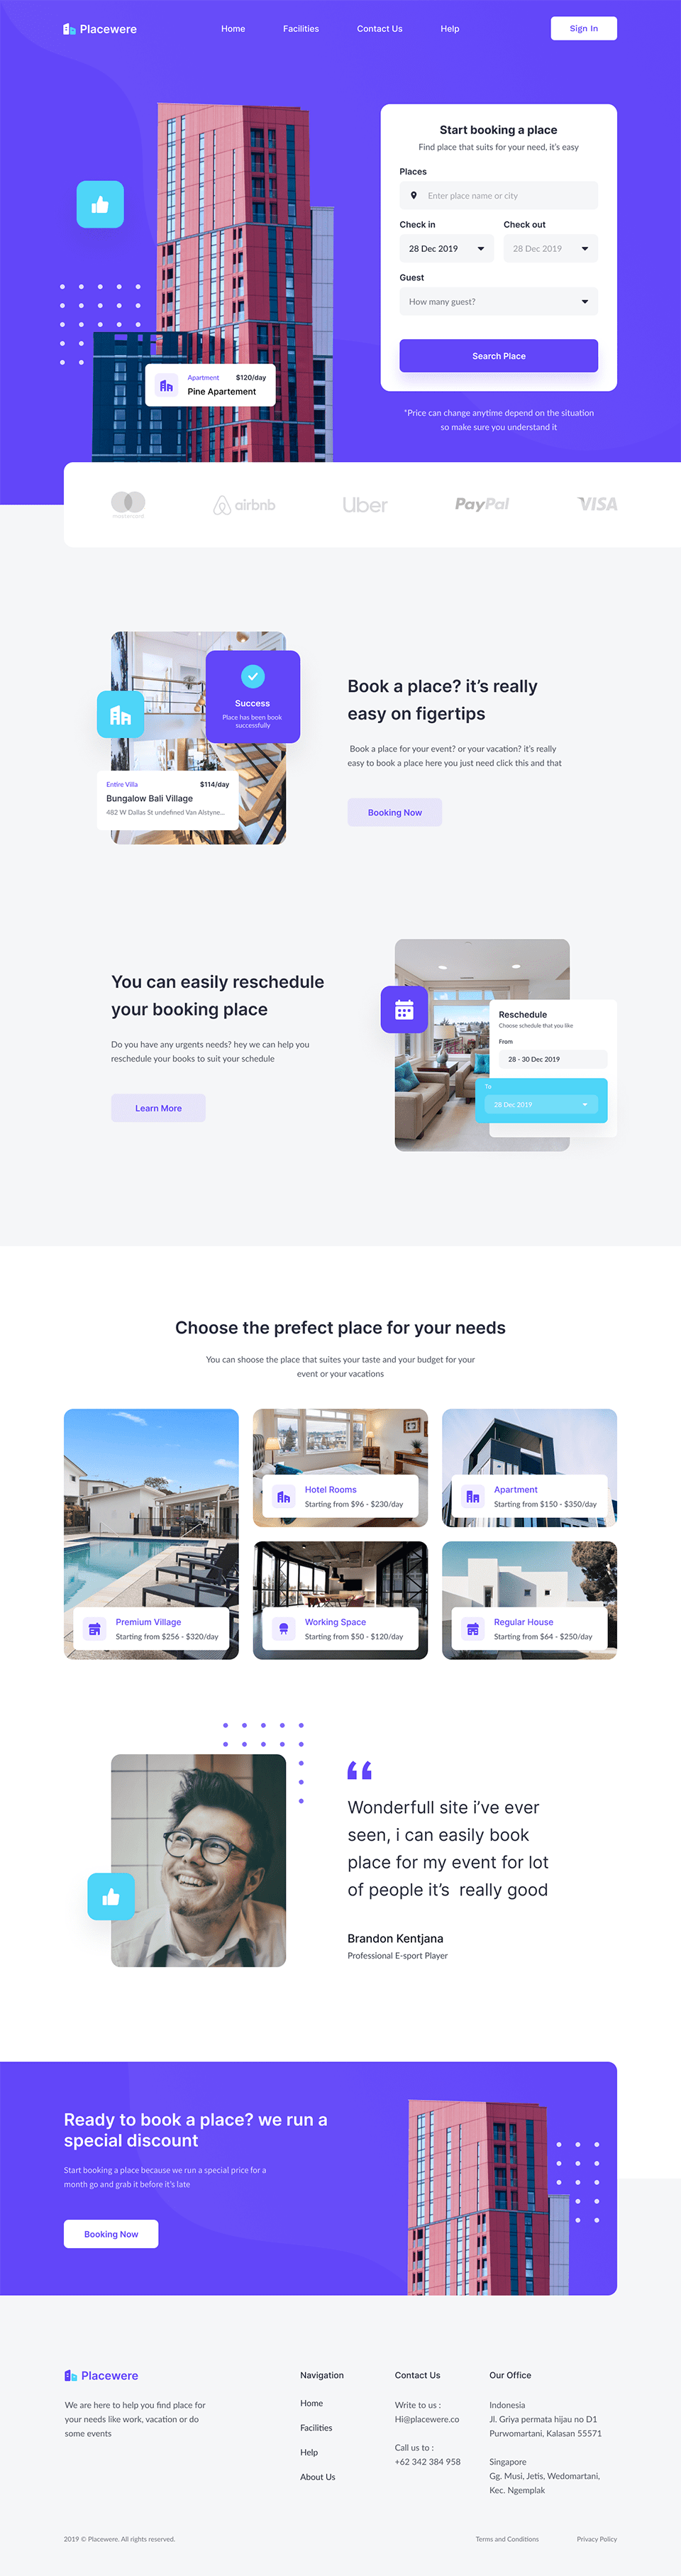 Placewere
Home
Facilities
Contact Us
Help
Sign In
Start booking a place
Find place that suits for your need, it's easy
Places
Enter place name or city
Check in
Check out
28 Dec 2019
28 Dec 2019
Guest
How many guest?
Search Place
Apartment
$120/day
Pine Apartement
*Price can change anytime depend on the situation
so make sure you understand it
mastercard
airbnb
Uber
PayPal
VISA
Success
Place has been book
successfully
Entire Villa
$114/day
Bungalow Bali Village
482 W Dallas St undefined Van Alstyne...
Book a place? it's really
easy on figertips
Book a place for your event? or your vacation? it's really
easy to book a place here you just need click this and that
Booking Now
You can easily reschedule
your booking place
Do you have any urgents needs? hey we can help you
reschedule your books to suit your schedule
Learn More
Reschedule
Choose schedule that you like
From
28 - 30 Dec 2019
To
28 Dec 2019
Choose the prefect place for your needs
You can shoose the place that suites your taste and your budget for your
event or your vacations
Hotel Rooms
Starting from $96 - $230/day
Apartment
Starting from $150 - $350/day
Premium Village
Starting from $256 - $320/day
Working Space
Starting from $50 - $120/day
Regular House
Starting from $64 - $250/day
“
Wonderfull site i've ever
seen, i can easily book
place for my event for lot
of people it's really good
Brandon Kentjana
Professional E-sport Player
Ready to book a place? we run a
special discount
Start booking a place because we run a special price for a
month go and grab it before it's late
Booking Now
Placewere
We are here to help you find place for
your needs like work, vacation or do
some events
Navigation
Home
Facilities
Help
About Us
Contact Us
Write to us :
Hi@placewere.co
Call us to :
+62 342 384 958
Our Office
Indonesia
Jl. Griya permata hijau no D1
Purwomartani, Kalasan 55571
Singapore
Gg. Musi, Jetis, Wedomartani,
Kec. Ngemplak
2019 © Placewere. All rights reserved.
Terms and Conditions
Privacy Policy